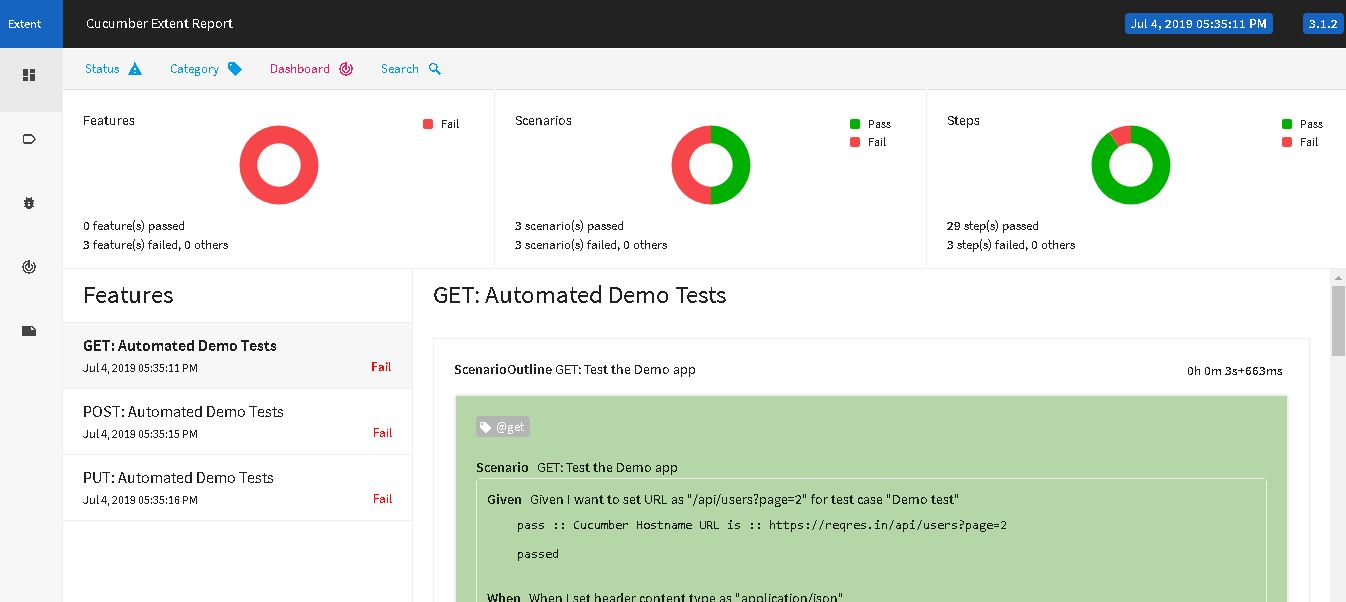 Extent
Cucumber Extent Report
Jul 4, 2019 05:35:11 PM
3.1.2
Status
Category
Dashboard
Search
Features
Fail
0 feature(s) passed
3 feature(s) failed, 0 others
Scenarios
Pass
Fail
3 scenario(s) passed
3 scenario(s) failed, 0 others
Steps
Pass
Fail
29 step(s) passed
3 step(s) failed, 0 others
Features
GET: Automated Demo Tests
Jul 4, 2019 05:35:11 PM
Fail
POST: Automated Demo Tests
Jul 4, 2019 05:35:15 PM
Fail
PUT: Automated Demo Tests
Jul 4, 2019 05:35:16 PM
Fail
GET: Automated Demo Tests
ScenarioOutline GET: Test the Demo app
0h 0m 3s+663ms
@get
Scenario GET: Test the Demo app
Given Given I want to set URL as "/api/users?page=2" for test case "Demo test"
pass :: Cucumber Hostname URL is :: https://reqres.in/api/users?page=2
passed
When When I set header content type as "application/json"